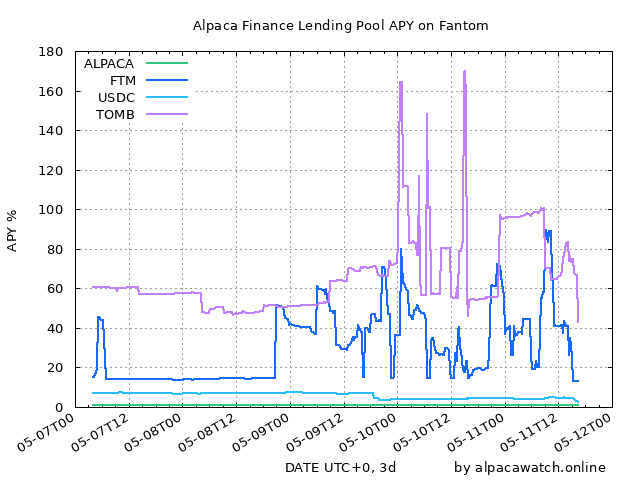 Alpaca Finance Lending Pool APY on Fantom
180
160
140
120
100
80
60
40
20
0
APY %
ALPACA
FTM
USDC
TOMB
05-07T00
05-07T12
05-08T00
05-08T12
05-09T00
05-09T12
05-10T00
05-10T12
05-11T00
05-11T12
05-12T00
DATE UTC+0, 3d
by alpacawatch.online